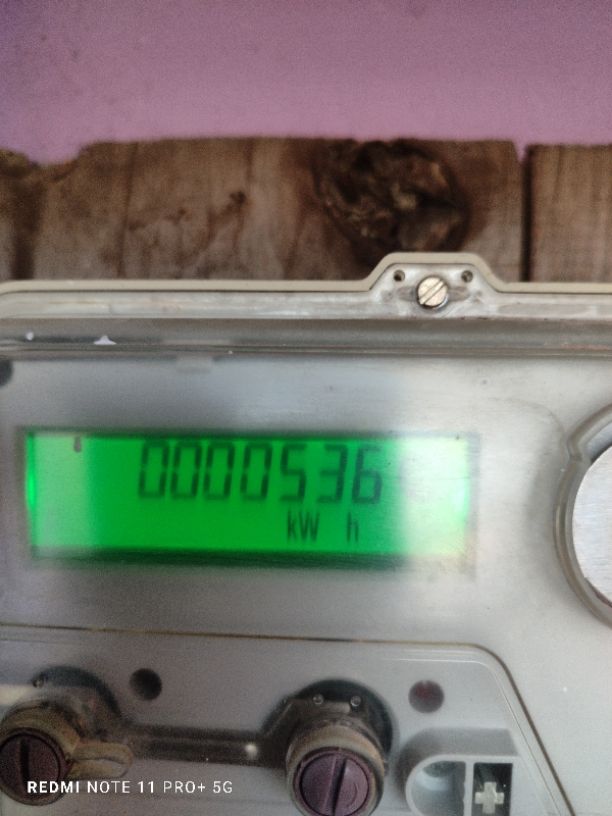 0000536
kW h
REDMI NOTE 11 PRO+ 5G